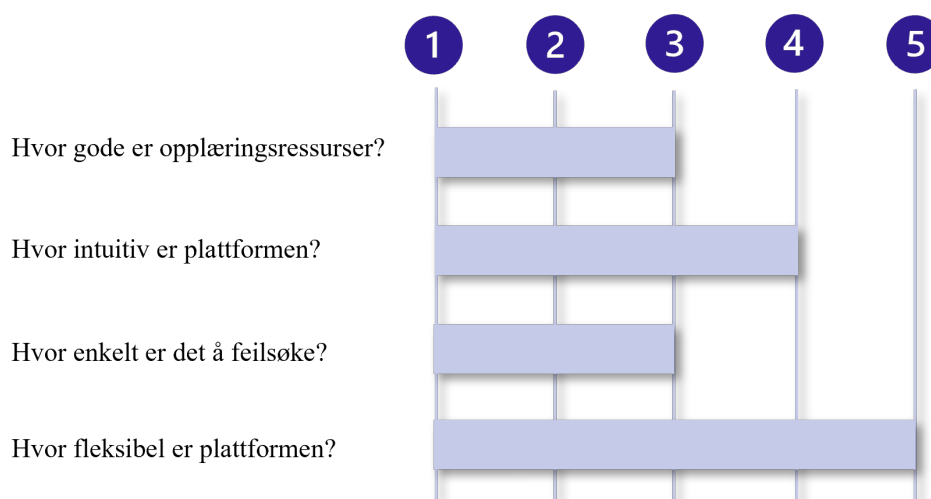 1 2 3 4 5
Hvor gode er opplæringsressurser?
Hvor intuitiv er plattformen?
Hvor enkelt er det å feilsøke?
Hvor fleksibel er plattformen?